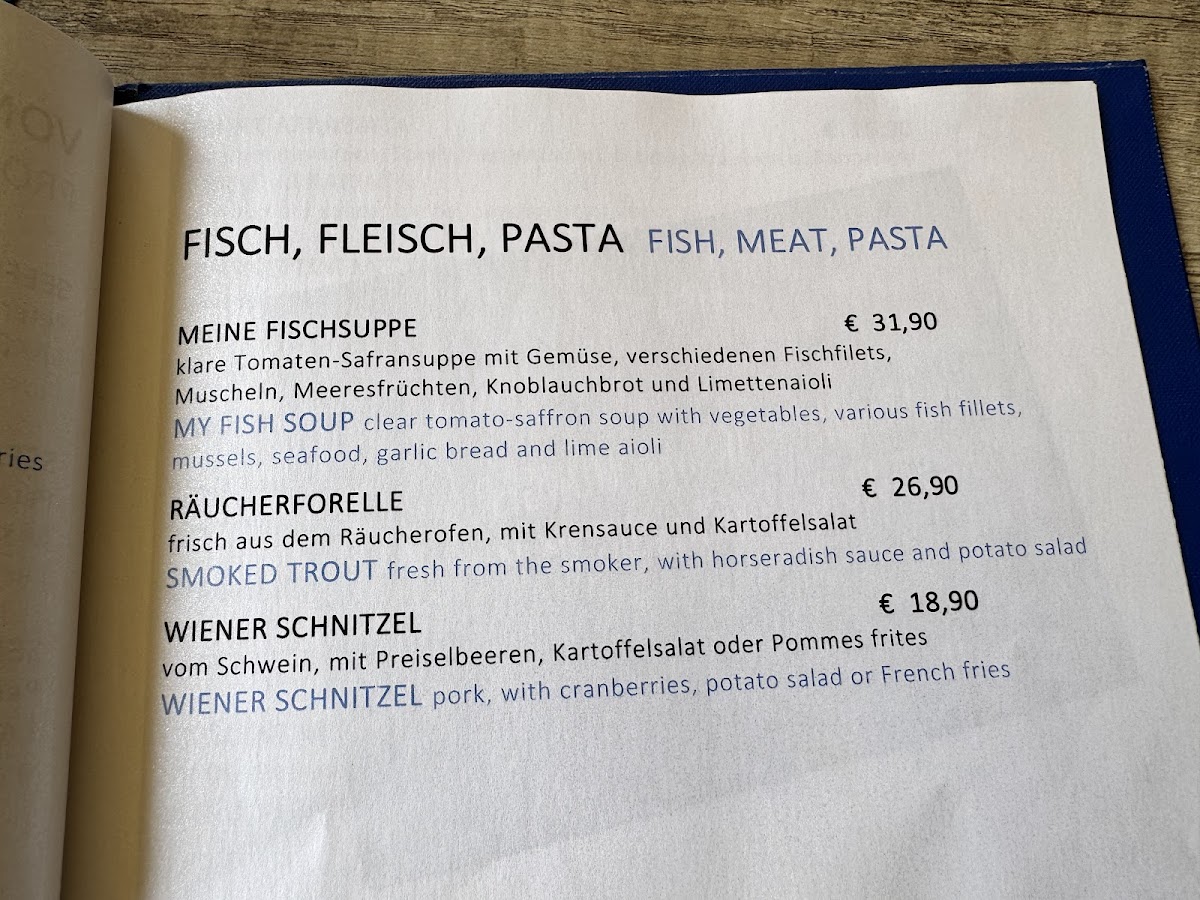 FISCH, FLEISCH, PASTA FISH, MEAT, PASTA
MEINE FISCHSUPPE € 31,90
klare Tomaten-Safransuppe mit Gemüse, verschiedenen Fischfilets,
Muscheln, Meeresfrüchten, Knoblauchbrot und Limettenaioli
MY FISH SOUP clear tomato-saffron soup with vegetables, various fish fillets,
mussels, seafood, garlic bread and lime aioli
RÄUCHERFORELLE € 26,90
frisch aus dem Räucherofen, mit Krensauce und Kartoffelsalat
SMOKED TROUT fresh from the smoker, with horseradish sauce and potato salad
WIENER SCHNITZEL € 18,90
vom Schwein, mit Preiselbeeren, Kartoffelsalat oder Pommes frites
WIENER SCHNITZEL pork, with cranberries, potato salad or French fries